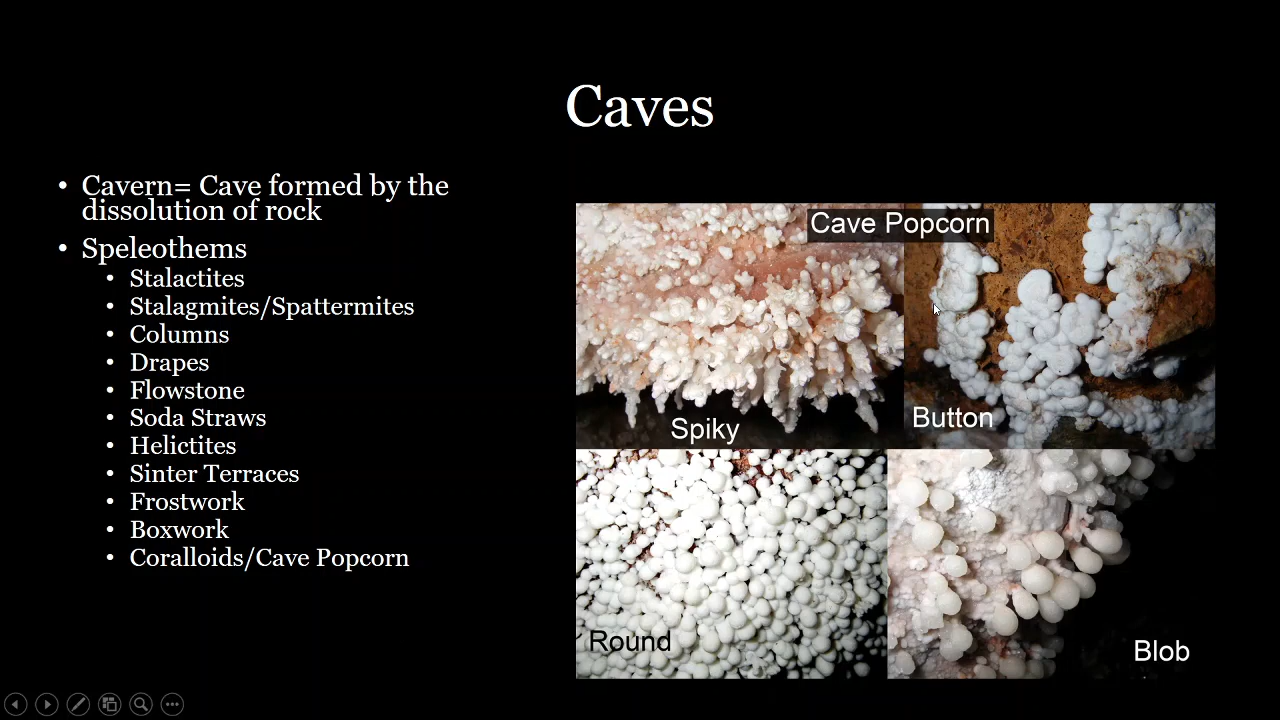 Caves
• Cavern= Cave formed by the
dissolution of rock
• Speleothems
• Stalactites
• Stalagmites/Spattermites
• Columns
• Drapes
• Flowstone
• Soda Straws
• Helictites
• Sinter Terraces
• Frostwork
• Boxwork
• Coralloids/Cave Popcorn
Cave Popcorn
Spiky
Button
Round
Blob